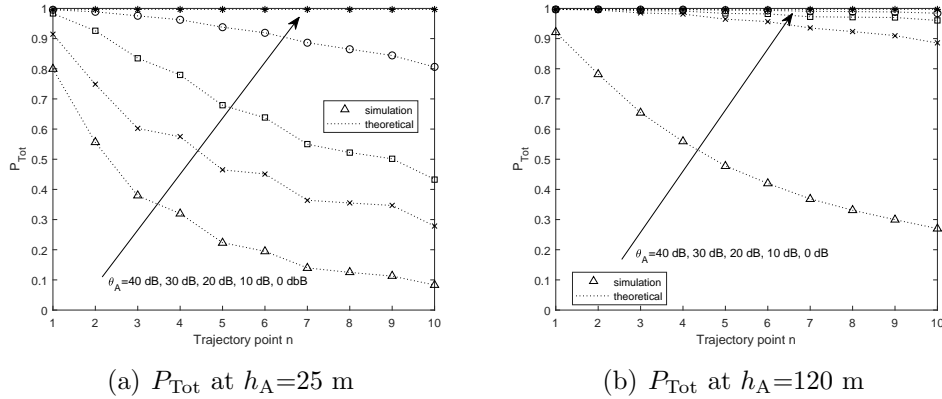 1
0.9
0.8
0.7
0.6
0.5
0.4
0.3
0.2
0.1
0
P_Tot
simulation
theoretical
θ_A=40 dB, 30 dB, 20 dB, 10 dB, 0 dbB
1 2 3 4 5 6 7 8 9 10
Trajectory point n
(a) P_Tot at h_A=25 m
1
0.9
0.8
0.7
0.6
0.5
0.4
0.3
0.2
0.1
0
P_Tot
θ_A=40 dB, 30 dB, 20 dB, 10 dB, 0 dB
simulation
theoretical
1 2 3 4 5 6 7 8 9 10
Trajectory point n
(b) P_Tot at h_A=120 m